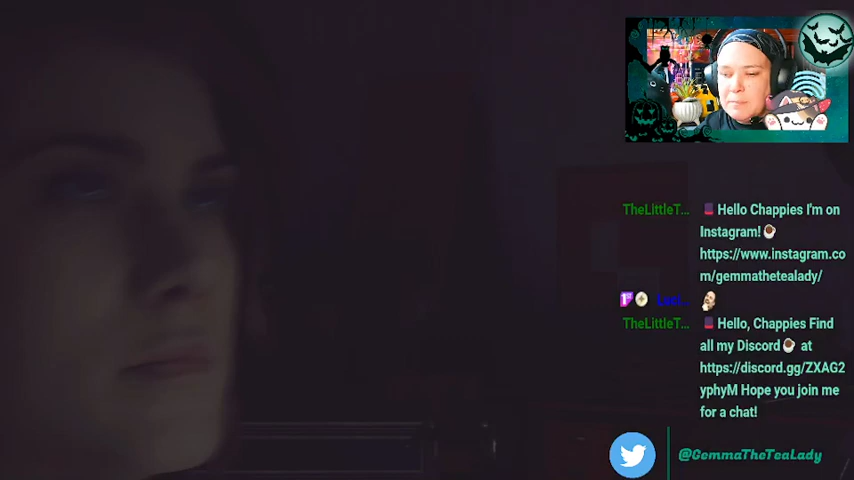 TheLittleT... Hello Chappies I'm on
Instagram!
https://www.instagram.co
m/gemmathetealady/
TheLittleT... Hello, Chappies Find
all my Discord at
https://discord.gg/ZXAG2
yphyM Hope you join me
for a chat!
@GemmaTheTeaLady